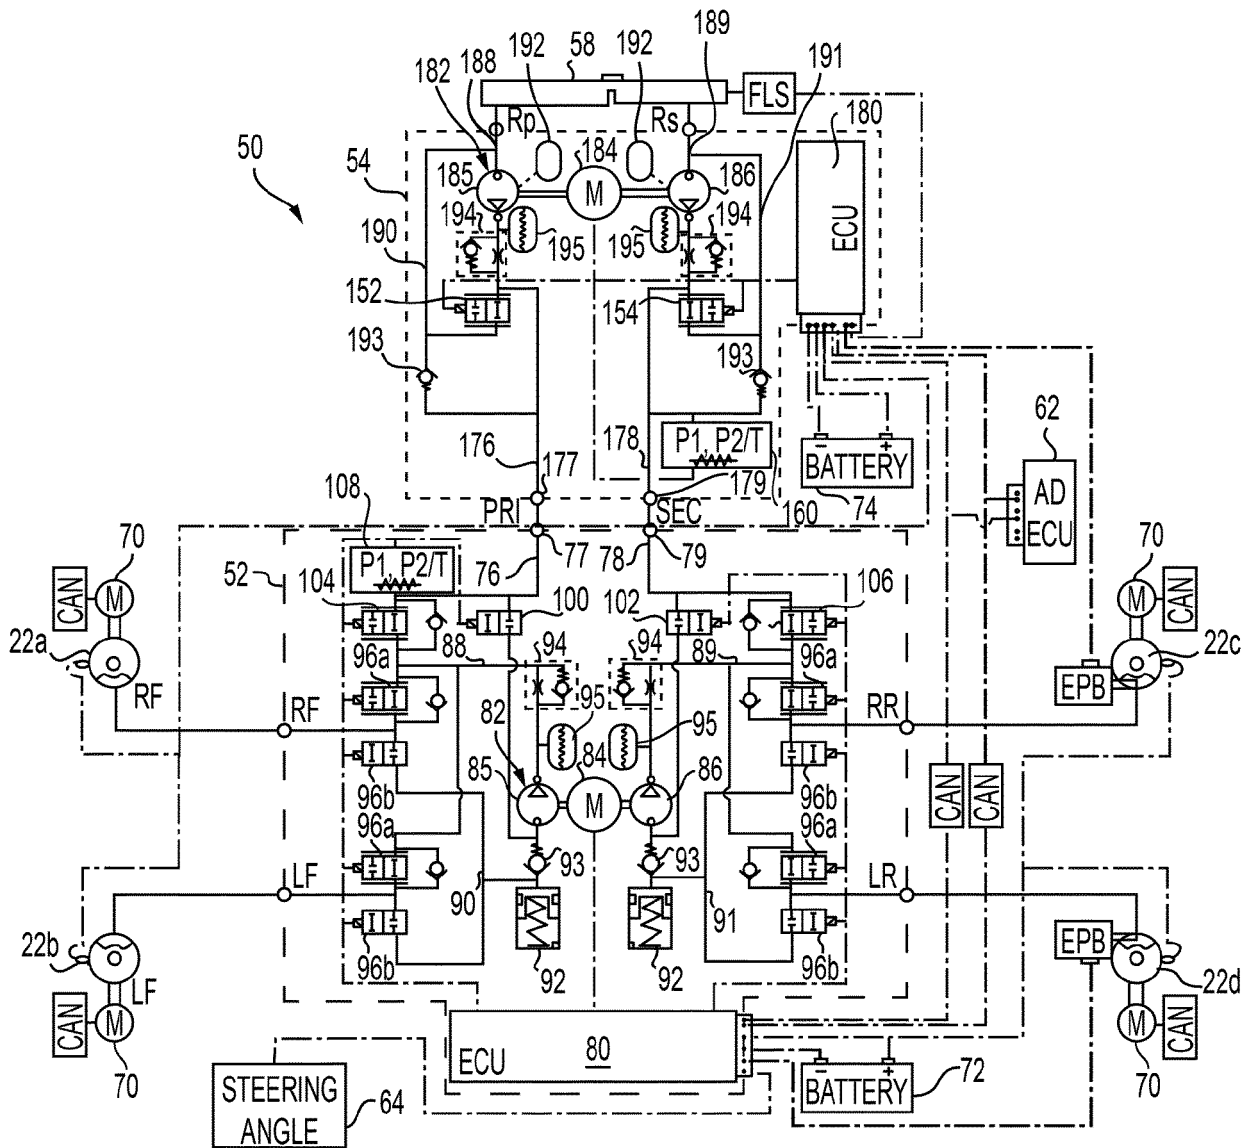 192
192
189
58
188
191
182
FLS
180
Rp
Rs
50
54
184
185
M
186
ECU
194
194
190
195
195
152
154
193
193
62
P1, P2/T
176
178
BATTERY
AD
ECU
177
179
108
PRI
SEC
160
74
70
77
79
70
P1, P2/T
52
76
78
CAN
M
104
100
102
106
M
CAN
22a
88
94
94
89
22c
96a
96a
EPB
RF
RF
95
95
RR
82
84
85
M
86
96b
96b
CAN
CAN
96a
96a
93
93
LF
LR
90
91
22b
EPB
96b
92
92
96b
22d
LF
CAN
M
M
CAN
70
ECU
80
70
BATTERY
72
STEERING
ANGLE
64